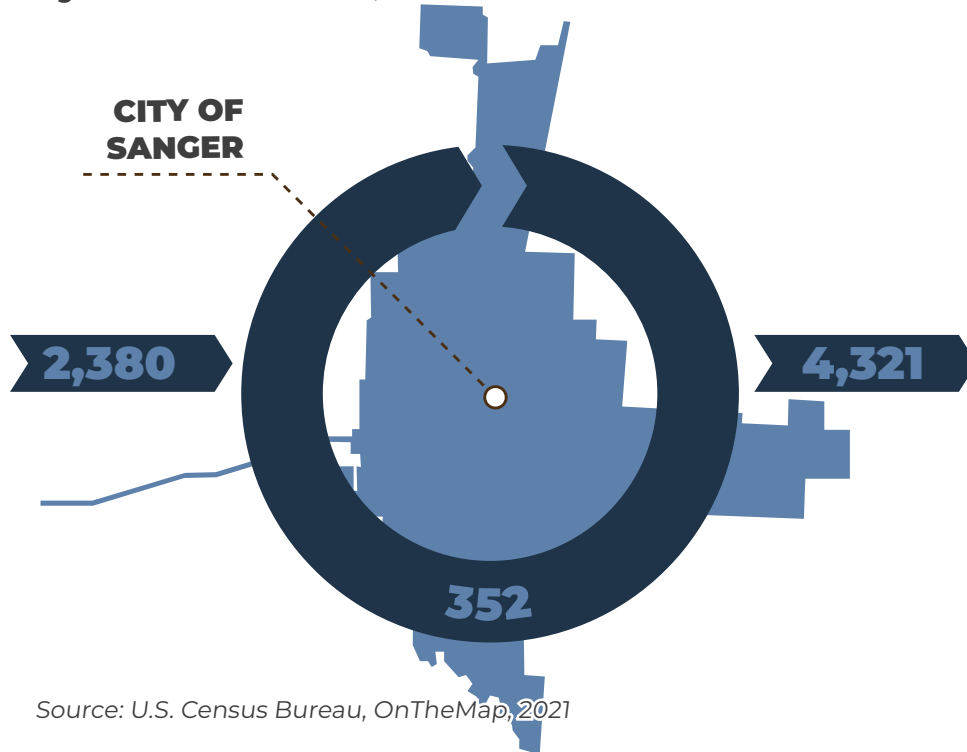 CITY OF
SANGER
2,380
4,321
352
Source: U.S. Census Bureau, OnTheMap, 2021